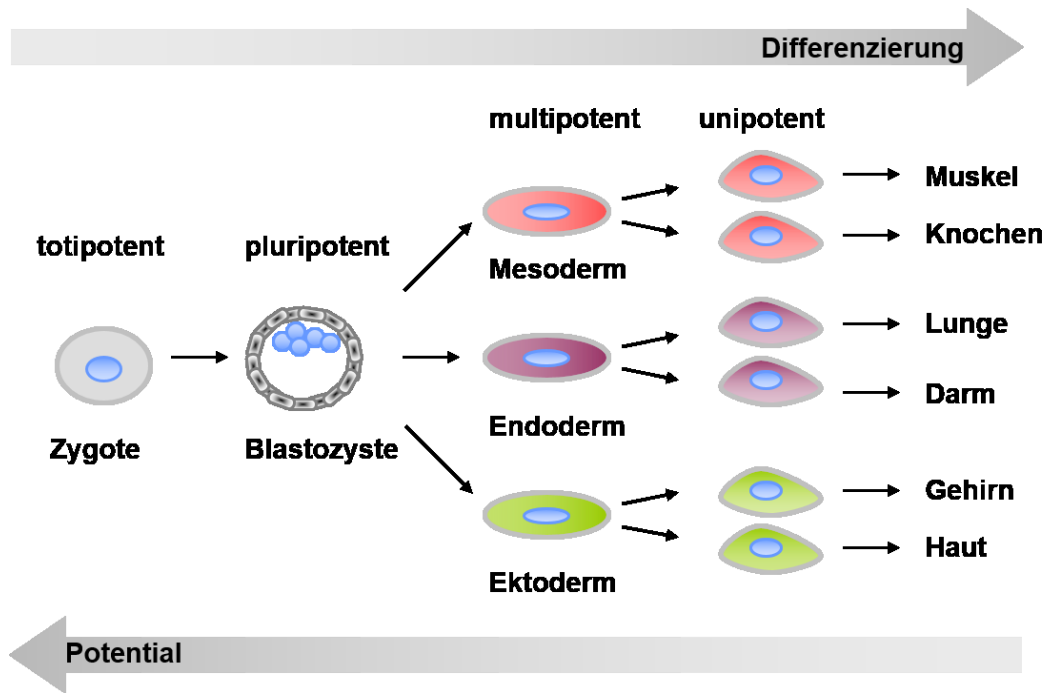 Differenzierung
multipotent unipotent
Muskel
totipotent pluripotent Knochen
Mesoderm
Lunge
Darm
Zygote Blastozyste Endoderm
Gehirn
Haut
Ektoderm
Potential